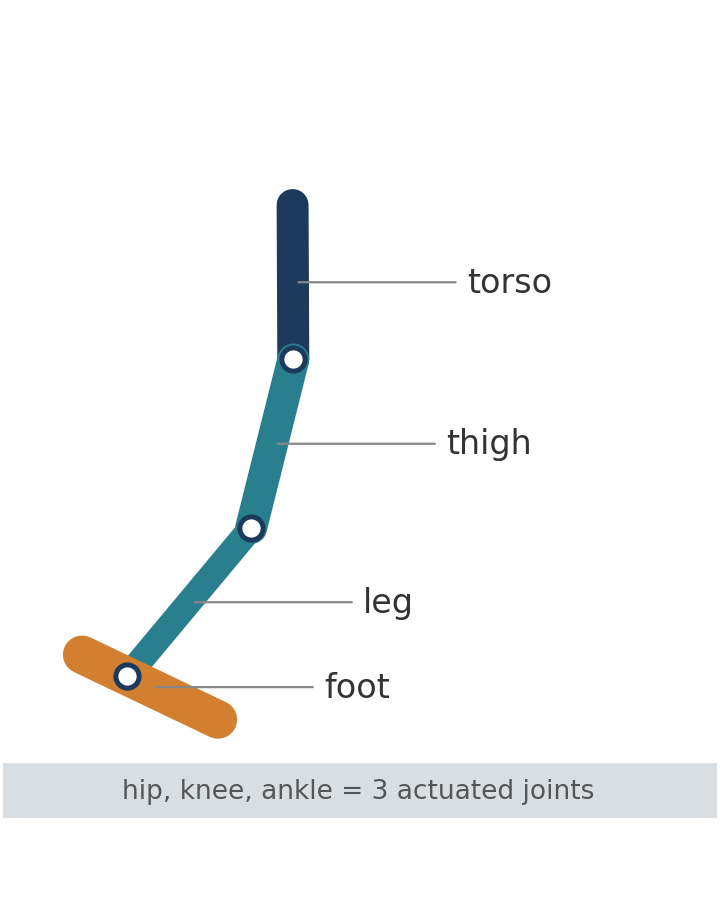 torso
thigh
leg
foot
hip, knee, ankle = 3 actuated joints